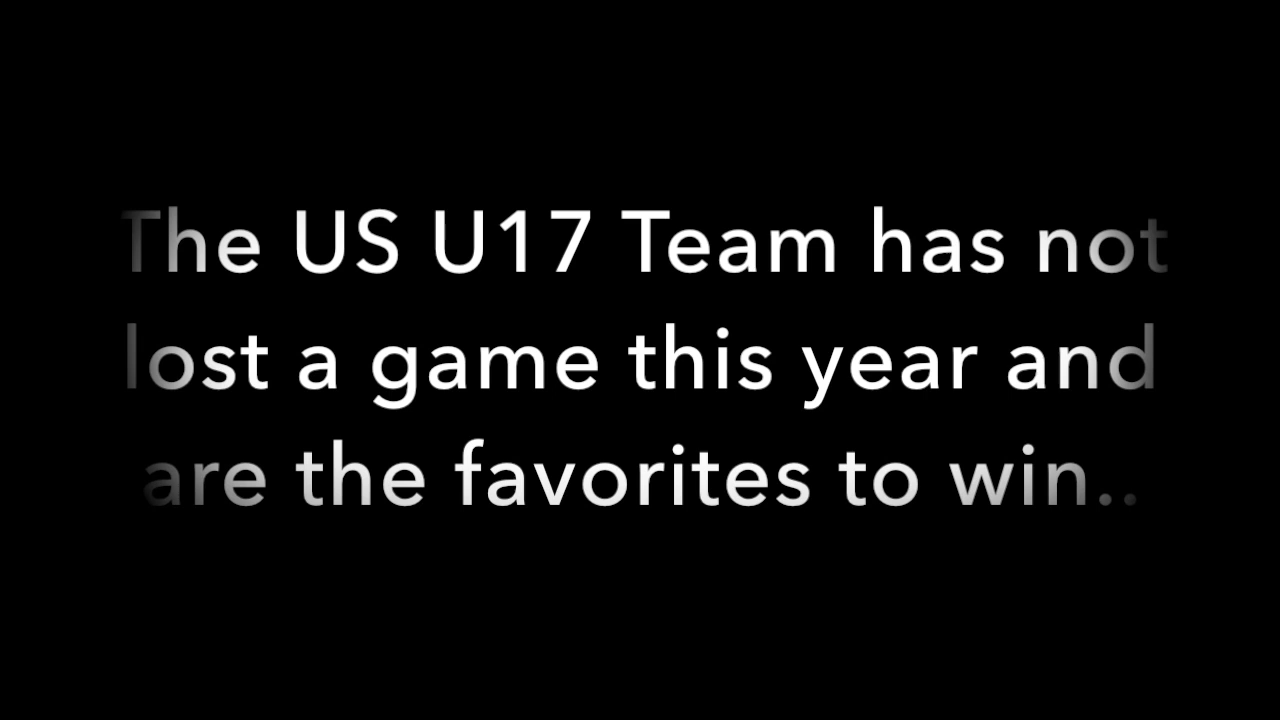 The US U17 Team has not
lost a game this year and
are the favorites to win..